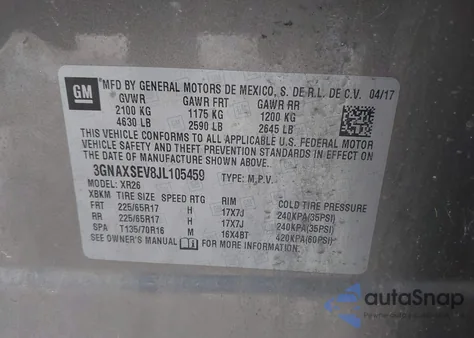 GM
MFD BY GENERAL MOTORS DE MEXICO, S. DE R.L. DE C.V. 04/17
GVWR GAWR FRT GAWR RR
2100 KG 1175 KG 1200 KG
4630 LB 2590 LB 2645 LB
THIS VEHICLE CONFORMS TO ALL APPLICABLE U.S. FEDERAL MOTOR
VEHICLE SAFETY AND THEFT PREVENTION STANDARDS IN EFFECT ON
THE DATE OF MANUFACTURE SHOWN ABOVE.
3GNAXSEV8JL105459 TYPE: M.P.V.
MODEL: XR26
XBKM TIRE SIZE SPEED RTG RIM COLD TIRE PRESSURE
FRT 225/65R17 H 17X7J 240KPA(35PSI)
RR 225/65R17 H 17X7J 240KPA(35PSI)
SPA T135/70R16 M 16X4BT 420KPA(60PSI)
SEE OWNER'S MANUAL FOR MORE INFORMATION.
autoSnap
www.autosnap.com